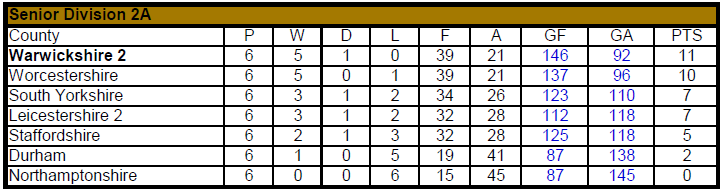 Senior Division 2A
County P W D L F A GF GA PTS
Warwickshire 2 6 5 1 0 39 21 146 92 11
Worcestershire 6 5 0 1 39 21 137 96 10
South Yorkshire 6 3 1 2 34 26 123 110 7
Leicestershire 2 6 3 1 2 32 28 112 118 7
Staffordshire 6 2 1 3 32 28 125 118 5
Durham 6 1 0 5 19 41 87 138 2
Northamptonshire 6 0 0 6 15 45 87 145 0